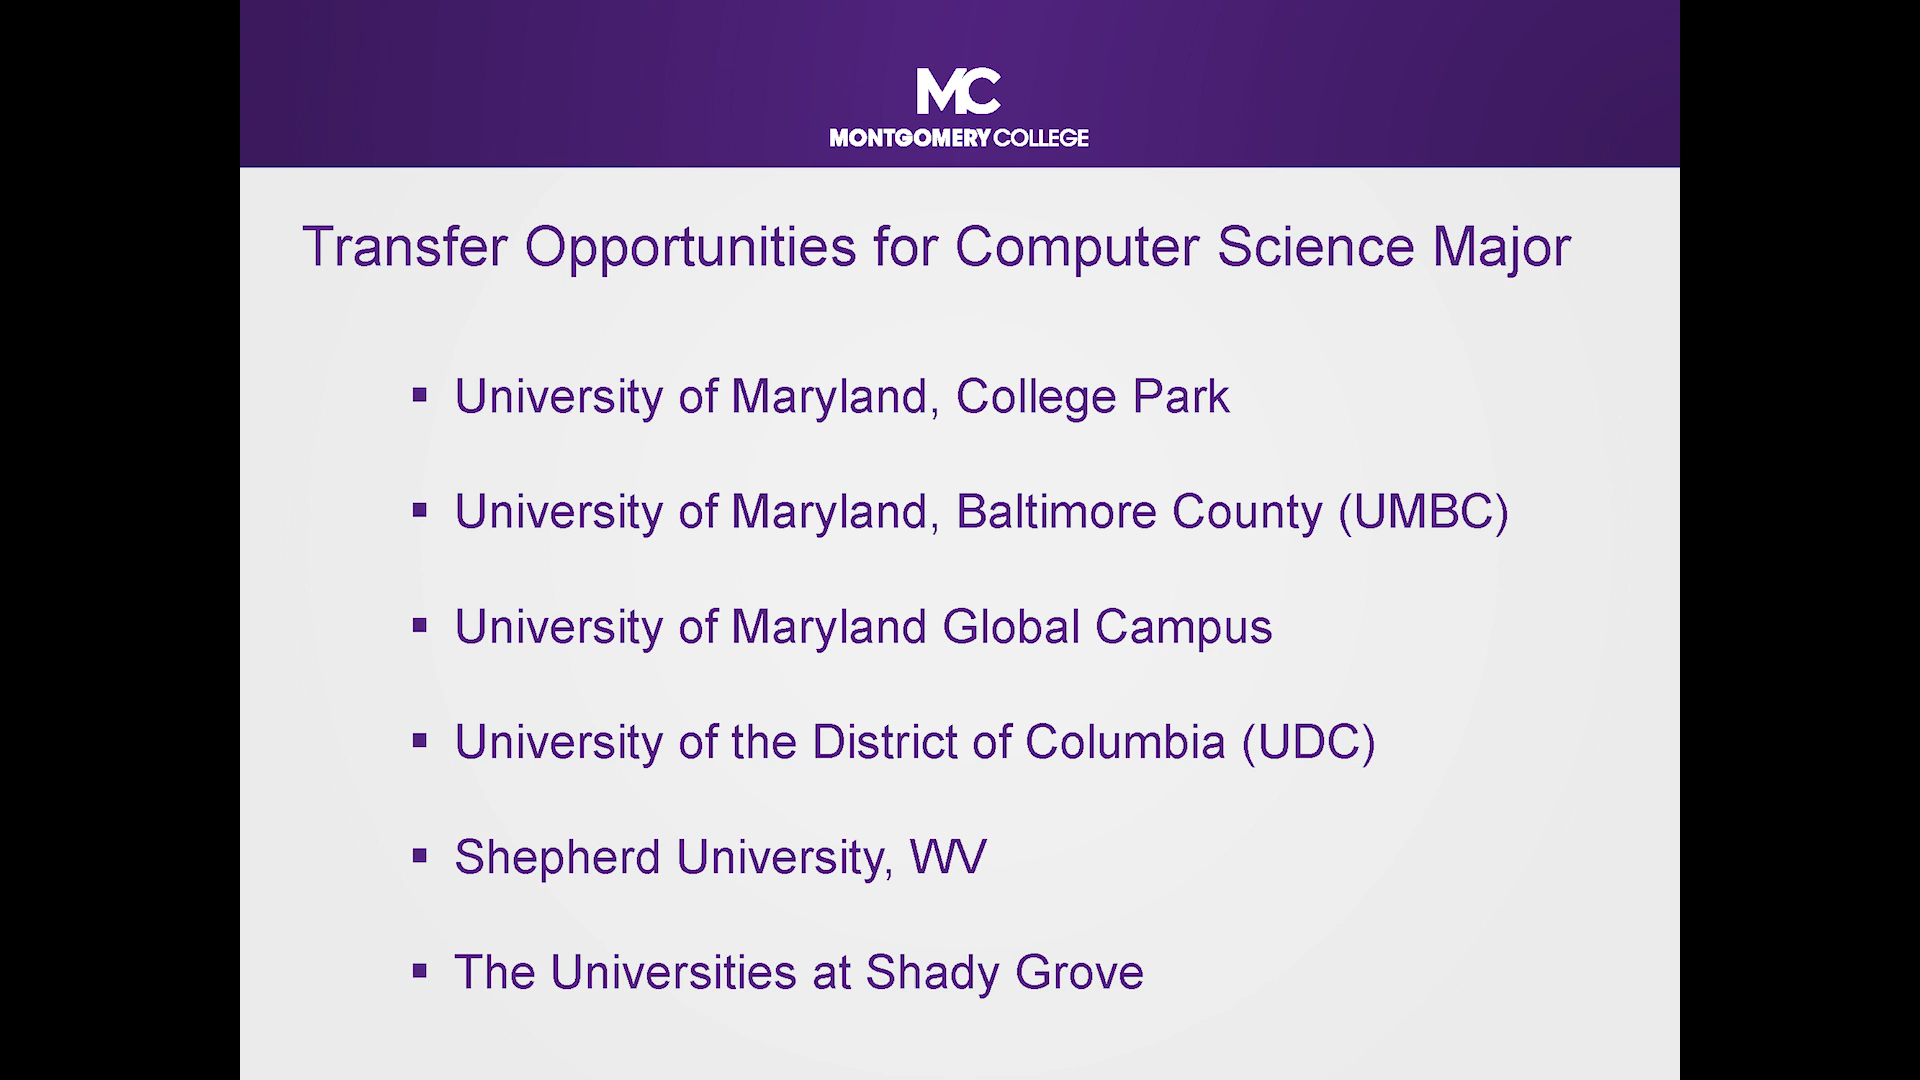 MC
MONTGOMERY COLLEGE
Transfer Opportunities for Computer Science Major
▪ University of Maryland, College Park
▪ University of Maryland, Baltimore County (UMBC)
▪ University of Maryland Global Campus
▪ University of the District of Columbia (UDC)
▪ Shepherd University, WV
▪ The Universities at Shady Grove